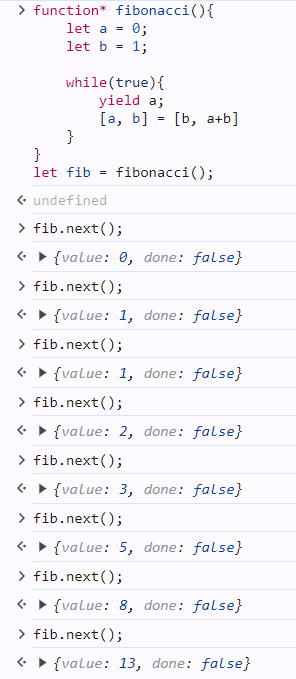 function* fibonacci(){
let a = 0;
let b = 1;
while(true){
yield a;
[a, b] = [b, a+b]
}
}
let fib = fibonacci();
undefined
fib.next();
{value: 0, done: false}
fib.next();
{value: 1, done: false}
fib.next();
{value: 1, done: false}
fib.next();
{value: 2, done: false}
fib.next();
{value: 3, done: false}
fib.next();
{value: 5, done: false}
fib.next();
{value: 8, done: false}
fib.next();
{value: 13, done: false}